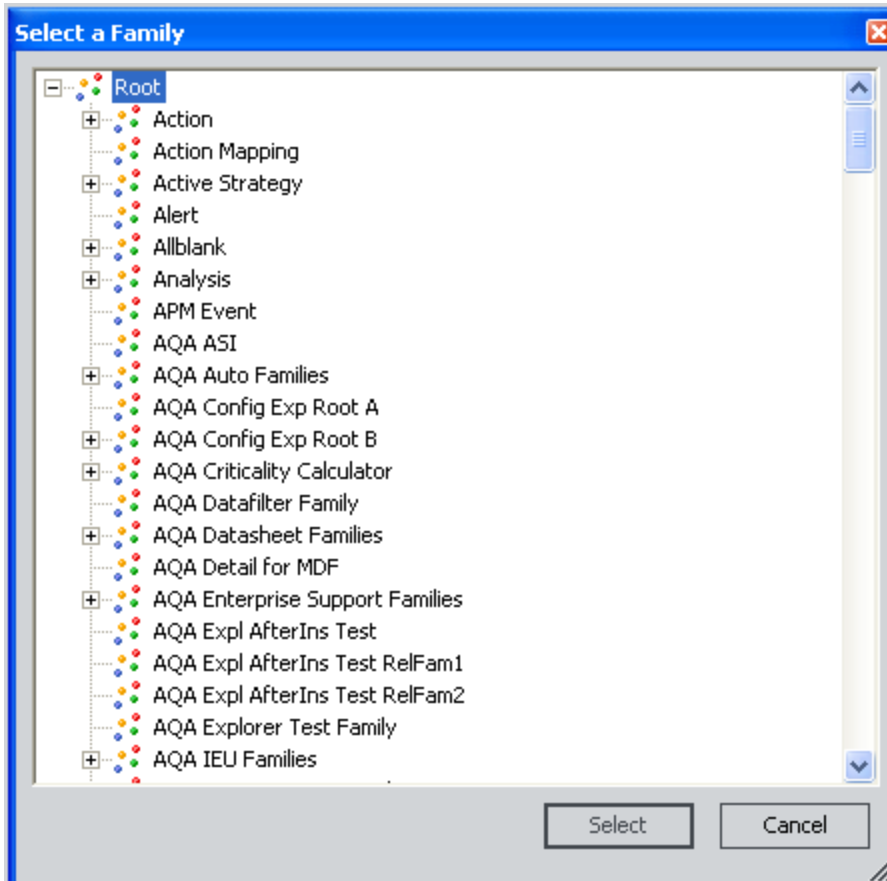 Select a Family
Root
Action
Action Mapping
Active Strategy
Alert
Allblank
Analysis
APM Event
AQA ASI
AQA Auto Families
AQA Config Exp Root A
AQA Config Exp Root B
AQA Criticality Calculator
AQA Datafilter Family
AQA Datasheet Families
AQA Detail for MDF
AQA Enterprise Support Families
AQA Expl AfterIns Test
AQA Expl AfterIns Test RelFam1
AQA Expl AfterIns Test RelFam2
AQA Explorer Test Family
AQA IEU Families
Select Cancel